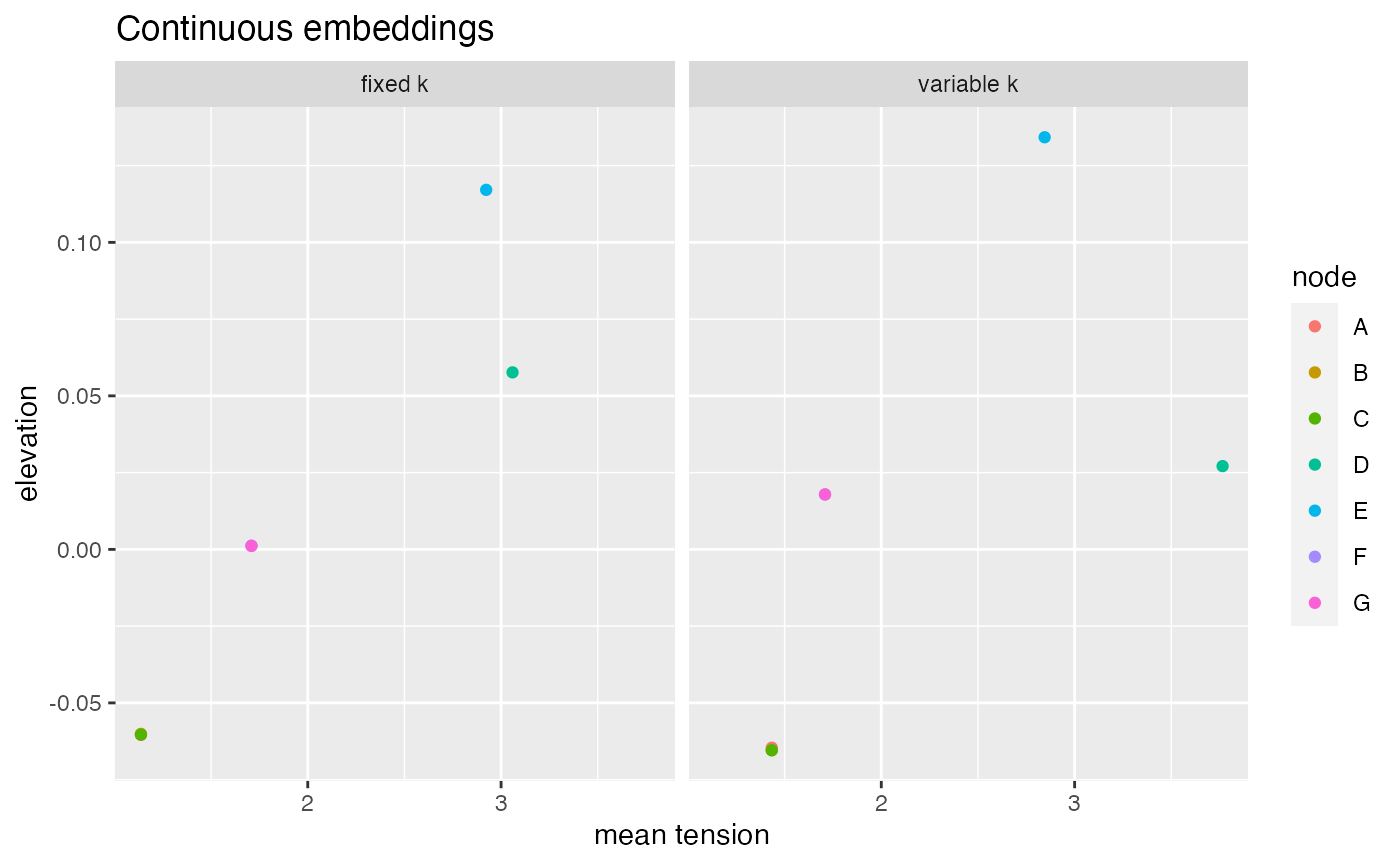 Continuous embeddings
fixed k
variable k
0.10
0.05
0.00
-0.05
elevation
2
3
2
3
mean tension
node
A
B
C
D
E
F
G